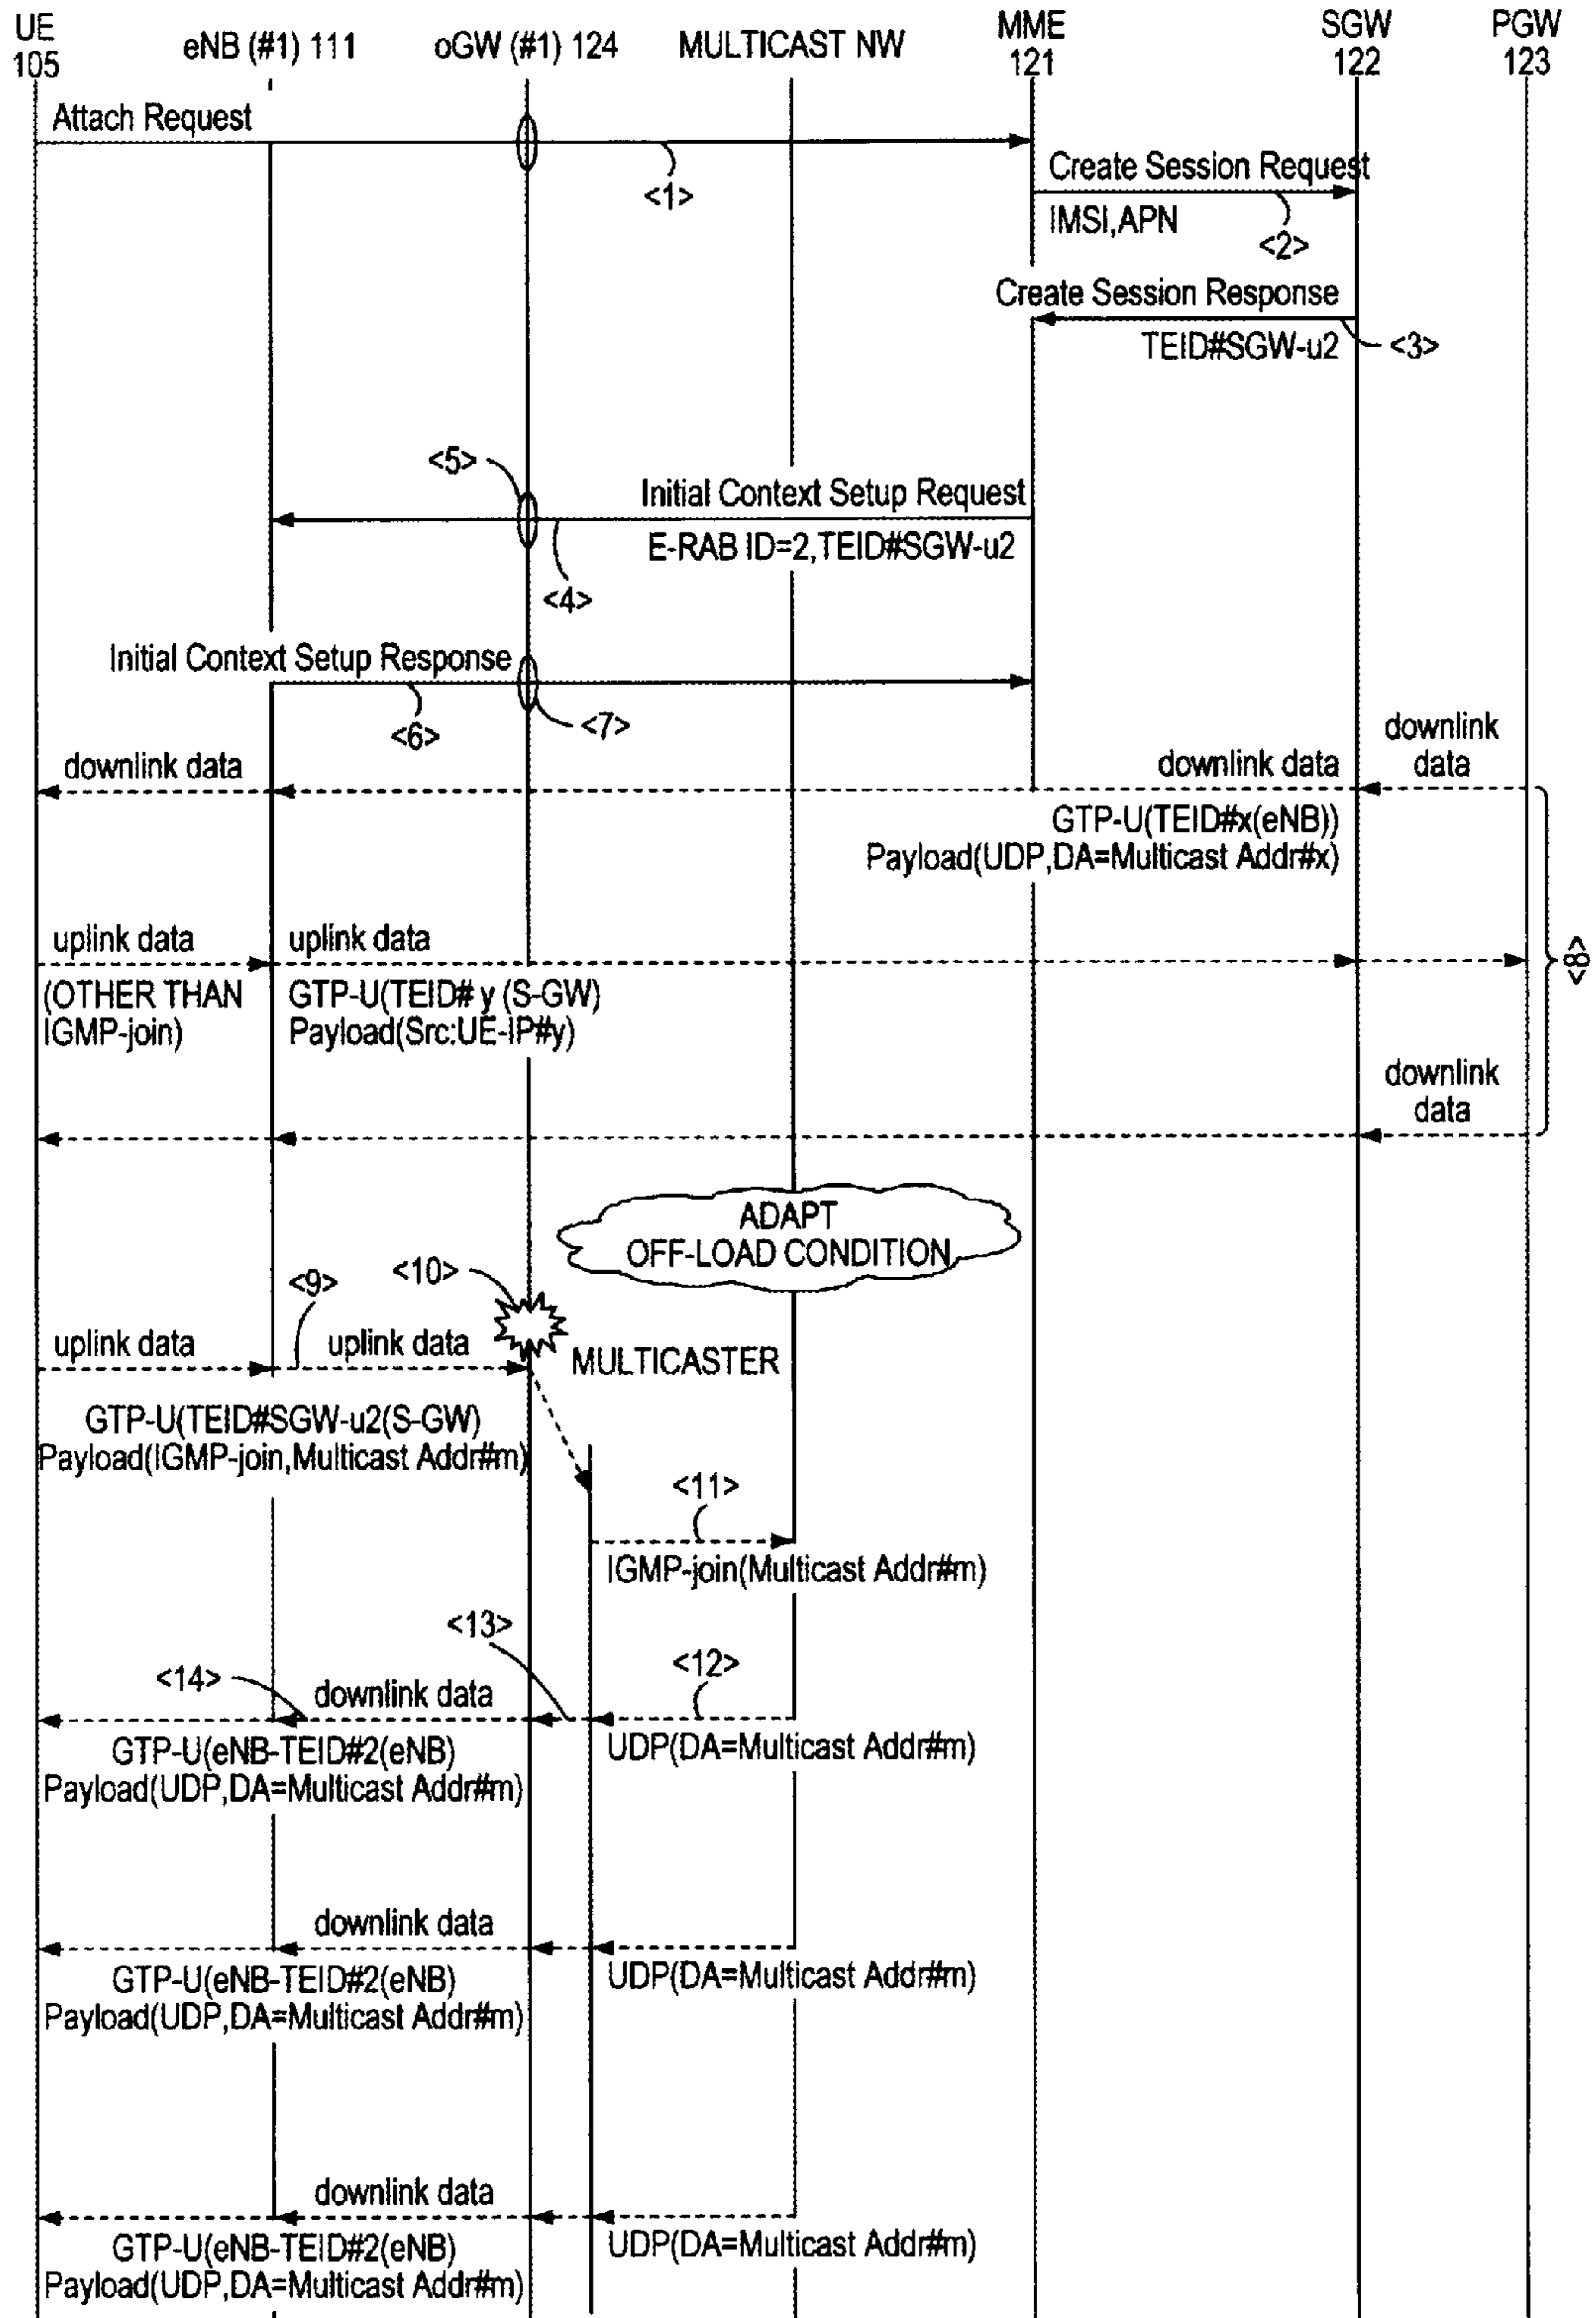 UE
105
eNB (#1) 111
oGW (#1) 124
MULTICAST NW
MME
121
SGW
122
PGW
123
Attach Request
<1>
Create Session Request
IMSI,APN
<2>
Create Session Response
TEID#SGW-u2
<3>
<5>
Initial Context Setup Request
E-RAB ID=2,TEID#SGW-u2
<4>
Initial Context Setup Response
<6>
<7>
downlink data
downlink data
downlink
data
GTP-U(TEID#x(eNB))
Payload(UDP,DA=Multicast Addr#x)
uplink data
uplink data
(OTHER THAN
IGMP-join)
GTP-U(TEID# y (S-GW)
Payload(Src:UE-IP#y)
<8>
downlink
data
ADAPT
OFF-LOAD CONDITION
<9>
<10>
uplink data
uplink data
MULTICASTER
GTP-U(TEID#SGW-u2(S-GW)
Payload(IGMP-join,Multicast Addr#m)
<11>
IGMP-join(Multicast Addr#m)
<13>
<14>
<12>
downlink data
GTP-U(eNB-TEID#2(eNB)
Payload(UDP,DA=Multicast Addr#m)
UDP(DA=Multicast Addr#m)
downlink data
GTP-U(eNB-TEID#2(eNB)
Payload(UDP,DA=Multicast Addr#m)
UDP(DA=Multicast Addr#m)
downlink data
GTP-U(eNB-TEID#2(eNB)
Payload(UDP,DA=Multicast Addr#m)
UDP(DA=Multicast Addr#m)